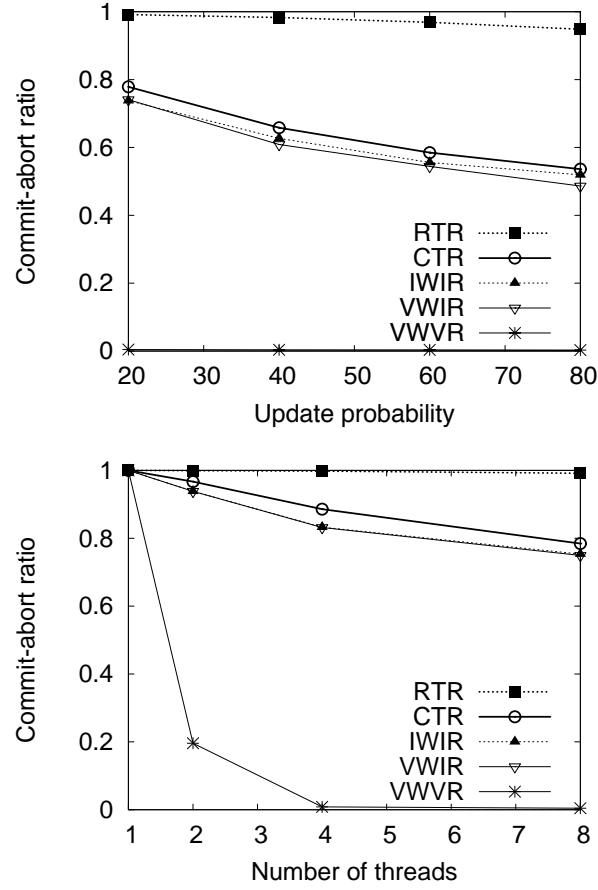 1
0.8
0.6
0.4
0.2
0
Commit-abort ratio
RTR
CTR
IWIR
VWIR
VWVR
20 30 40 50 60 70 80
Update probability
1
0.8
0.6
0.4
0.2
0
Commit-abort ratio
RTR
CTR
IWIR
VWIR
VWVR
1 2 3 4 5 6 7 8
Number of threads